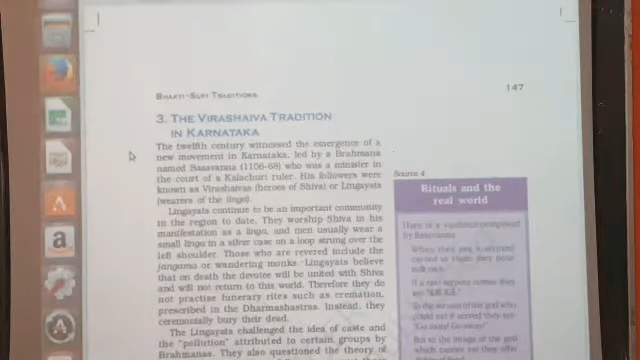 BHAKTI-SUFI TRADITIONS
147
3. THE VIRASHAIVA TRADITION
IN KARNATAKA
The twelfth century witnessed the emergence of a
new movement in Karnataka, led by a Brahmana
named Basavanna (1106-68) who was a minister in
the court of a Kalachuri ruler. His followers were
known as Virashaivas (heroes of Shiva) or Lingayats
(wearers of the linga).
Lingayats continue to be an important community
in the region to date. They worship Shiva in his
manifestation as a linga, and men usually wear a
small linga in a silver case on a loop strung over the
left shoulder. Those who are revered include the
jangama or wandering monks. Lingayats believe
that on death the devotee will be united with Shiva
and will not return to this world. Therefore they do
not practise funerary rites such as cremation,
prescribed in the Dharmashastras. Instead, they
ceremonially bury their dead.
The Lingayats challenged the idea of caste and
the "pollution" attributed to certain groups by
Brahmanas. They also questioned the theory of
Source 4
Rituals and the
real world
Here is a vachana composed
by Basavanna:
When they see a serpent
carved in stone they pour
milk on it.
If a real serpent comes they
say "Kill. Kill."
To the servant of the god who
could eat if served they say
"Go away! Go away!"
But to the image of the god
which cannot eat they offer